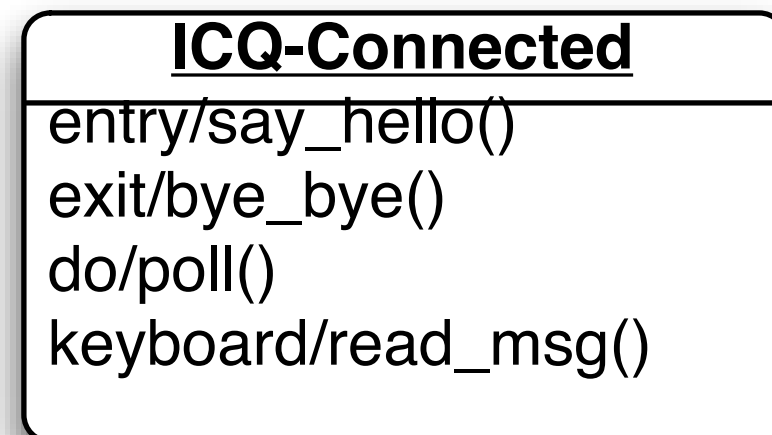 ICQ-Connected
entry/say_hello()
exit/bye_bye()
do/poll()
keyboard/read_msg()